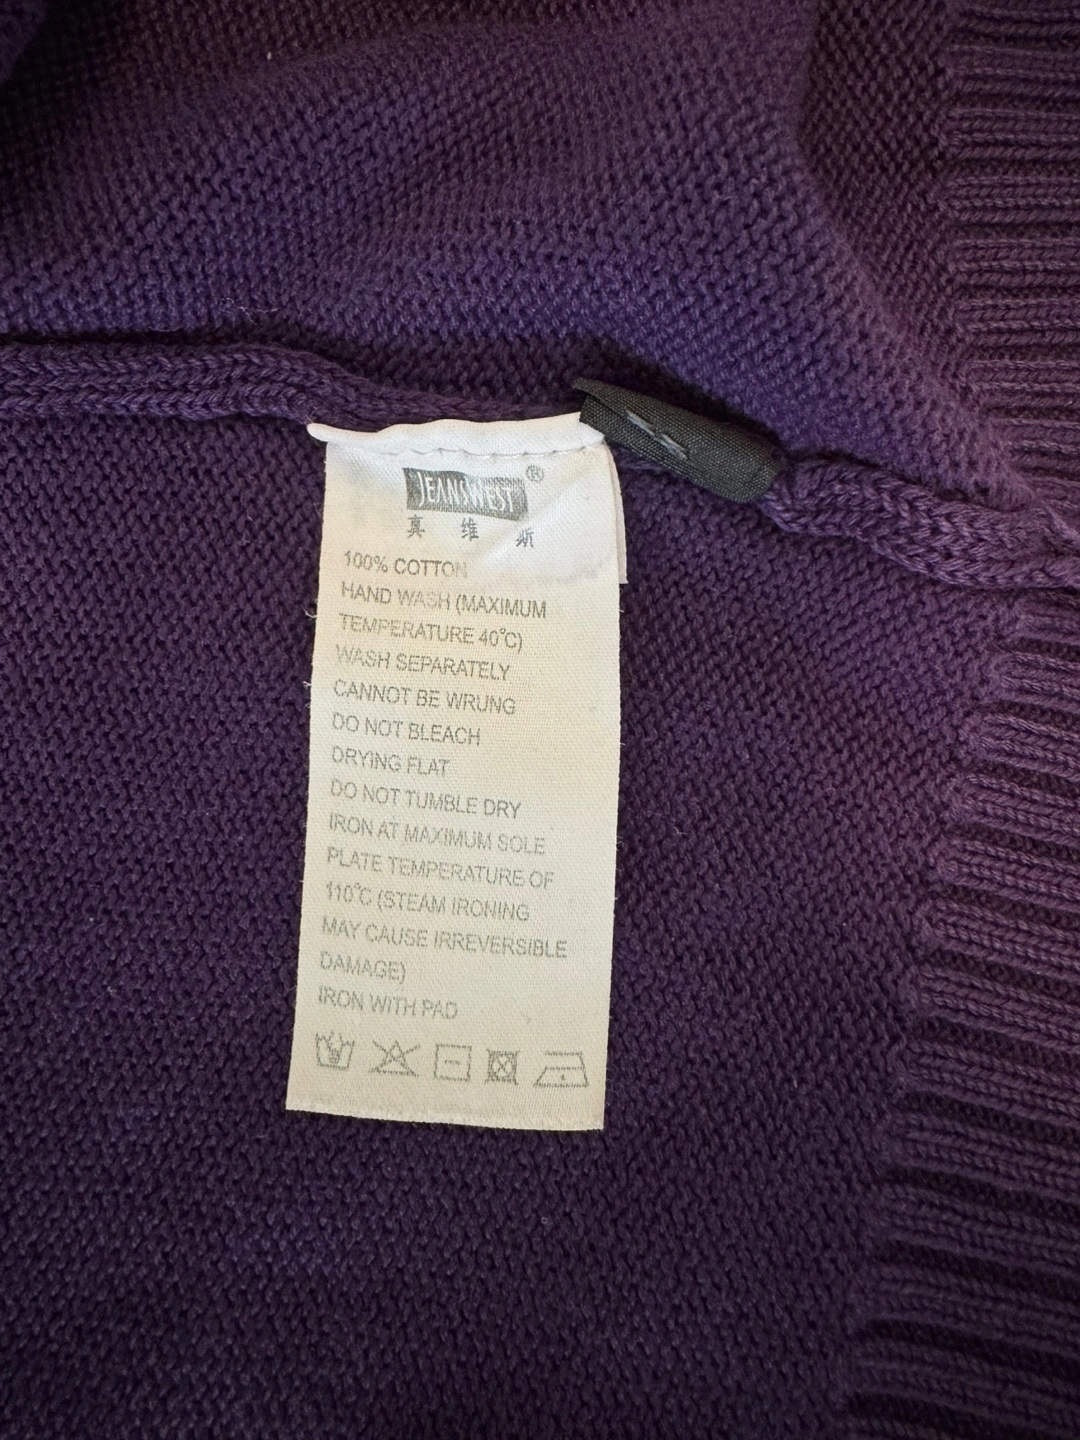 JEANSWEST®
真维斯
100% COTTON
HAND WASH (MAXIMUM
TEMPERATURE 40°C)
WASH SEPARATELY
CANNOT BE WRUNG
DO NOT BLEACH
DRYING FLAT
DO NOT TUMBLE DRY
IRON AT MAXIMUM SOLE
PLATE TEMPERATURE OF
110°C (STEAM IRONING
MAY CAUSE IRREVERSIBLE
DAMAGE)
IRON WITH PAD